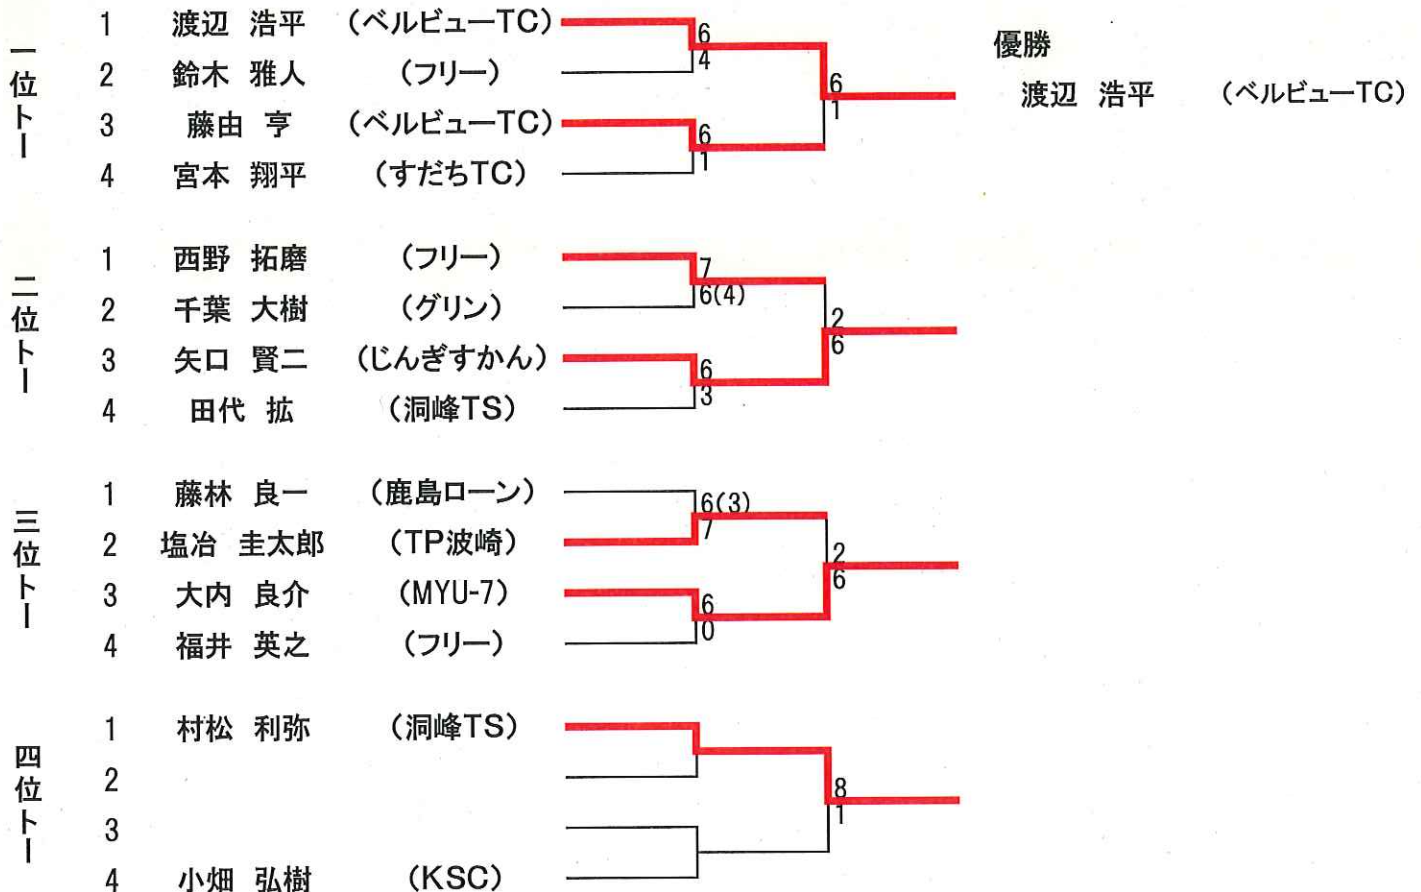 一位トー
1 渡辺 浩平 (ベルビューTC)
2 鈴木 雅人 (フリー)
3 藤由 亨 (ベルビューTC)
4 宮本 翔平 (すだちTC)
6
4
6
1
6
1
優勝
渡辺 浩平 (ベルビューTC)
二位トー
1 西野 拓磨 (フリー)
2 千葉 大樹 (グリン)
3 矢口 賢二 (じんぎすかん)
4 田代 拡 (洞峰TS)
7
6(4)
6
3
2
6
三位トー
1 藤林 良一 (鹿島ローン)
2 塩冶 圭太郎 (TP波崎)
3 大内 良介 (MYU-7)
4 福井 英之 (フリー)
6(3)
7
6
0
2
6
四位トー
1 村松 利弥 (洞峰TS)
2
3
4 小畑 弘樹 (KSC)
8
1